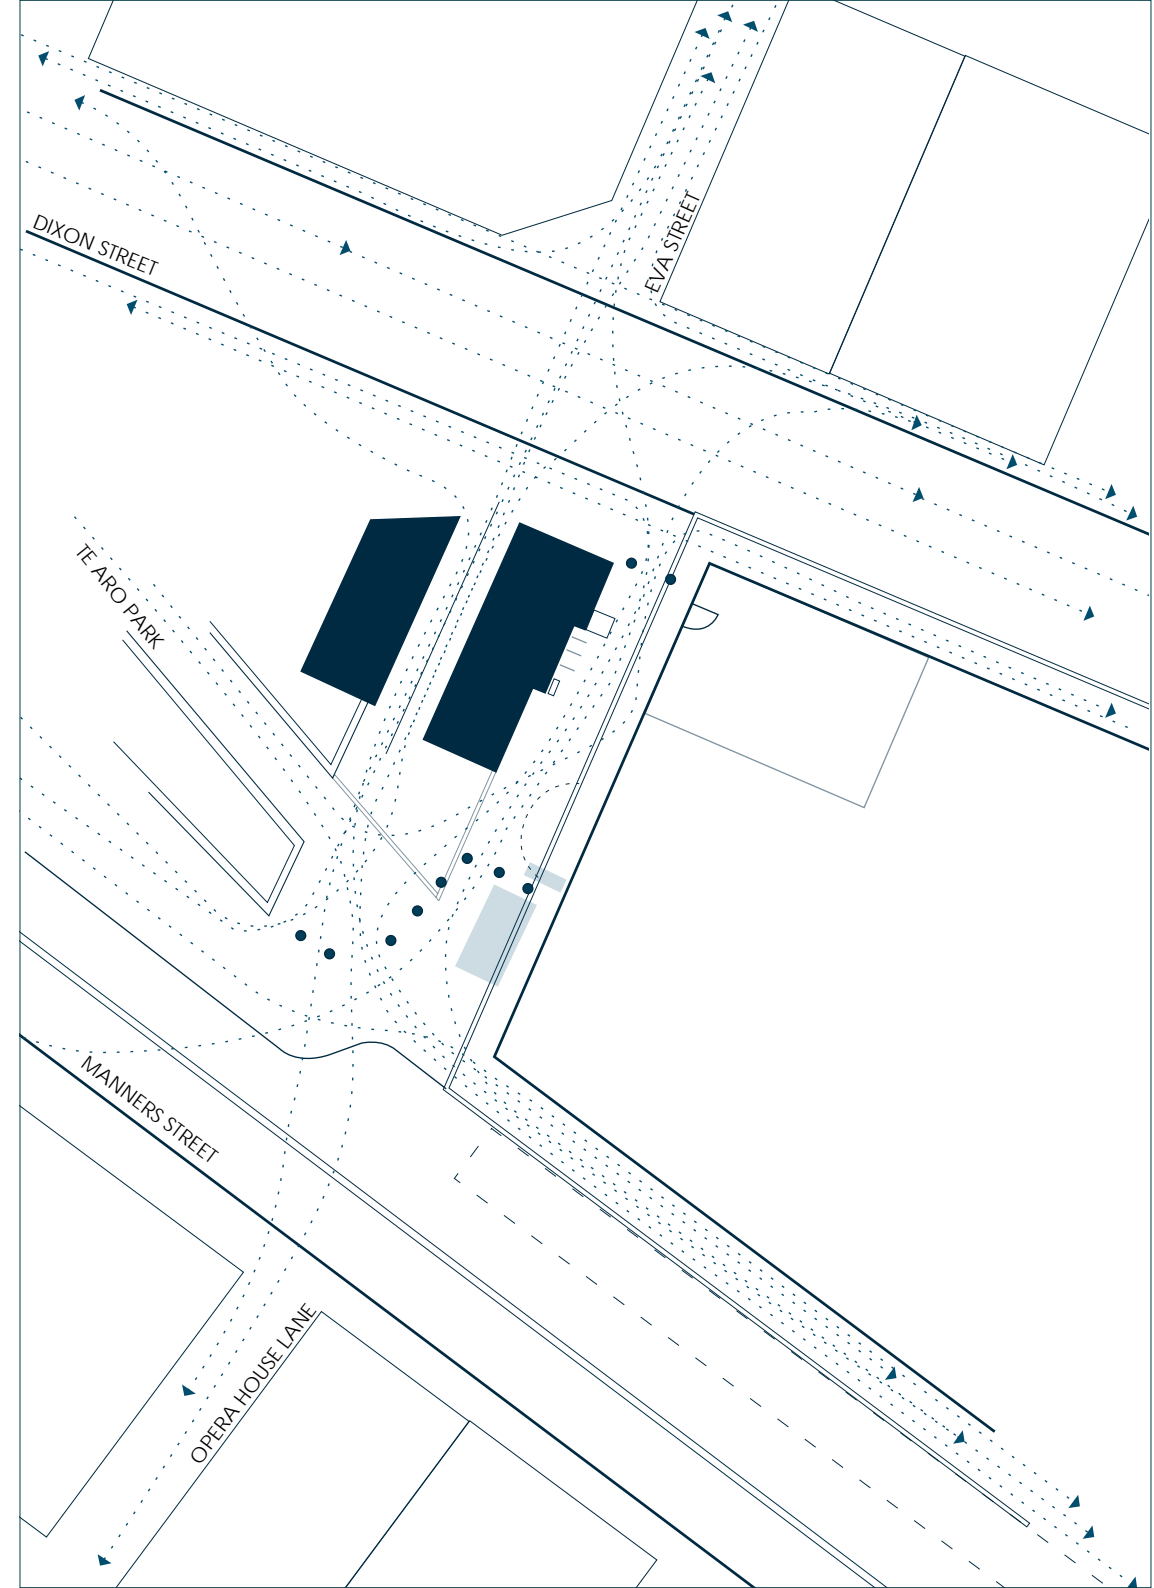 DIXON STREET
EVA STREET
TE ARO PARK
MANNERS STREET
OPERA HOUSE LANE